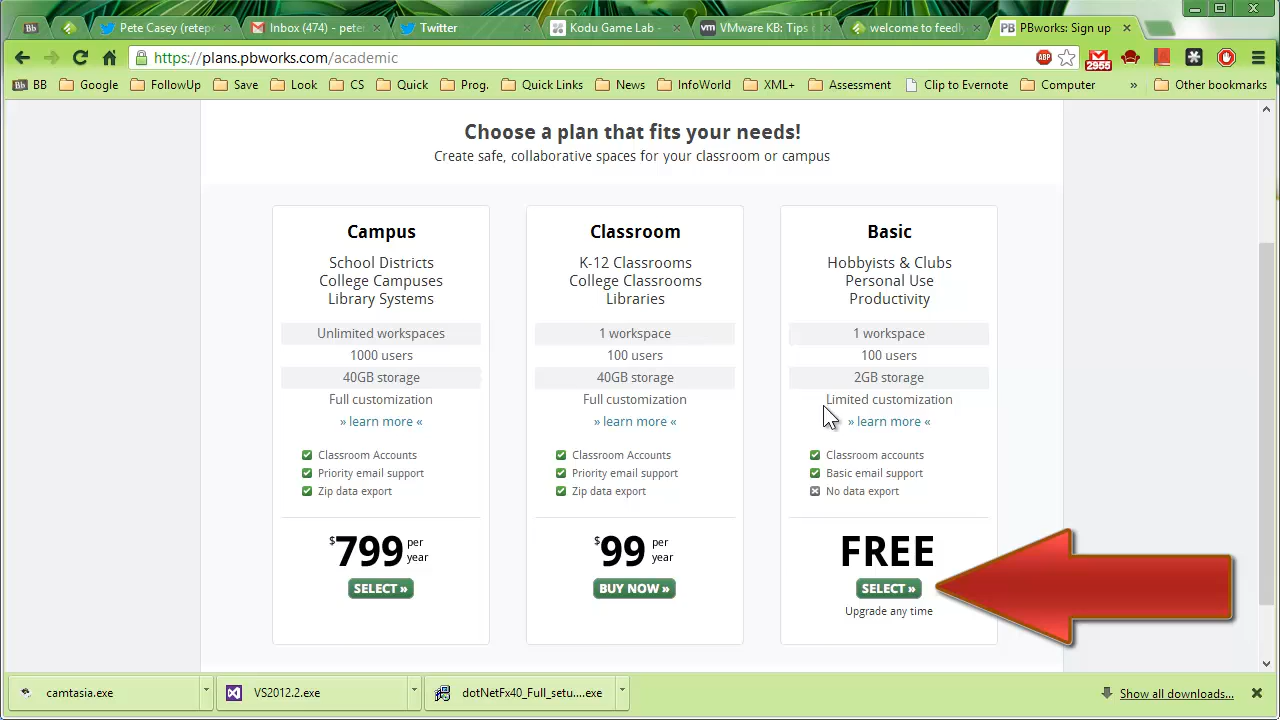 Pete Casey (retep
Inbox (474) - peter
Twitter
Kodu Game Lab -
VMware KB: Tips
welcome to feedly
PB PBworks: Sign up
https://plans.pbworks.com/academic
ABP
2955
Bb BB
Google
FollowUp
Save
Look
CS
Quick
Prog.
Quick Links
News
InfoWorld
XML+
Assessment
Clip to Evernote
Computer
»
Other bookmarks
Choose a plan that fits your needs!
Create safe, collaborative spaces for your classroom or campus
Campus
School Districts
College Campuses
Library Systems
Unlimited workspaces
1000 users
40GB storage
Full customization
» learn more «
Classroom Accounts
Priority email support
Zip data export
$799 per year
SELECT »
Classroom
K-12 Classrooms
College Classrooms
Libraries
1 workspace
100 users
40GB storage
Full customization
» learn more «
Classroom Accounts
Priority email support
Zip data export
$99 per year
BUY NOW »
Basic
Hobbyists & Clubs
Personal Use
Productivity
1 workspace
100 users
2GB storage
Limited customization
» learn more «
Classroom accounts
Basic email support
No data export
FREE
SELECT »
Upgrade any time
camtasia.exe
VS2012.2.exe
dotNetFx40_Full_setu....exe
Show all downloads...